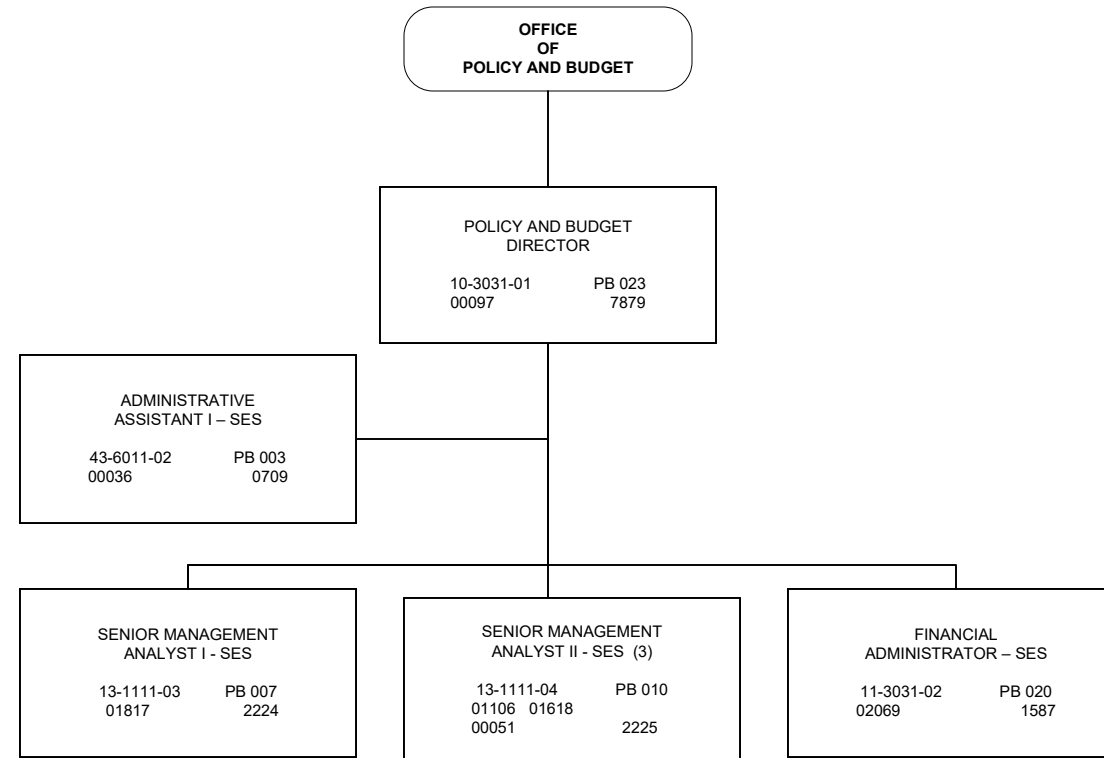 OFFICE
OF
POLICY AND BUDGET
POLICY AND BUDGET
DIRECTOR
10-3031-01 PB 023
00097 7879
ADMINISTRATIVE
ASSISTANT I – SES
43-6011-02 PB 003
00036 0709
SENIOR MANAGEMENT
ANALYST I - SES
13-1111-03 PB 007
01817 2224
SENIOR MANAGEMENT
ANALYST II - SES (3)
13-1111-04 PB 010
01106 01618
00051 2225
FINANCIAL
ADMINISTRATOR – SES
11-3031-02 PB 020
02069 1587